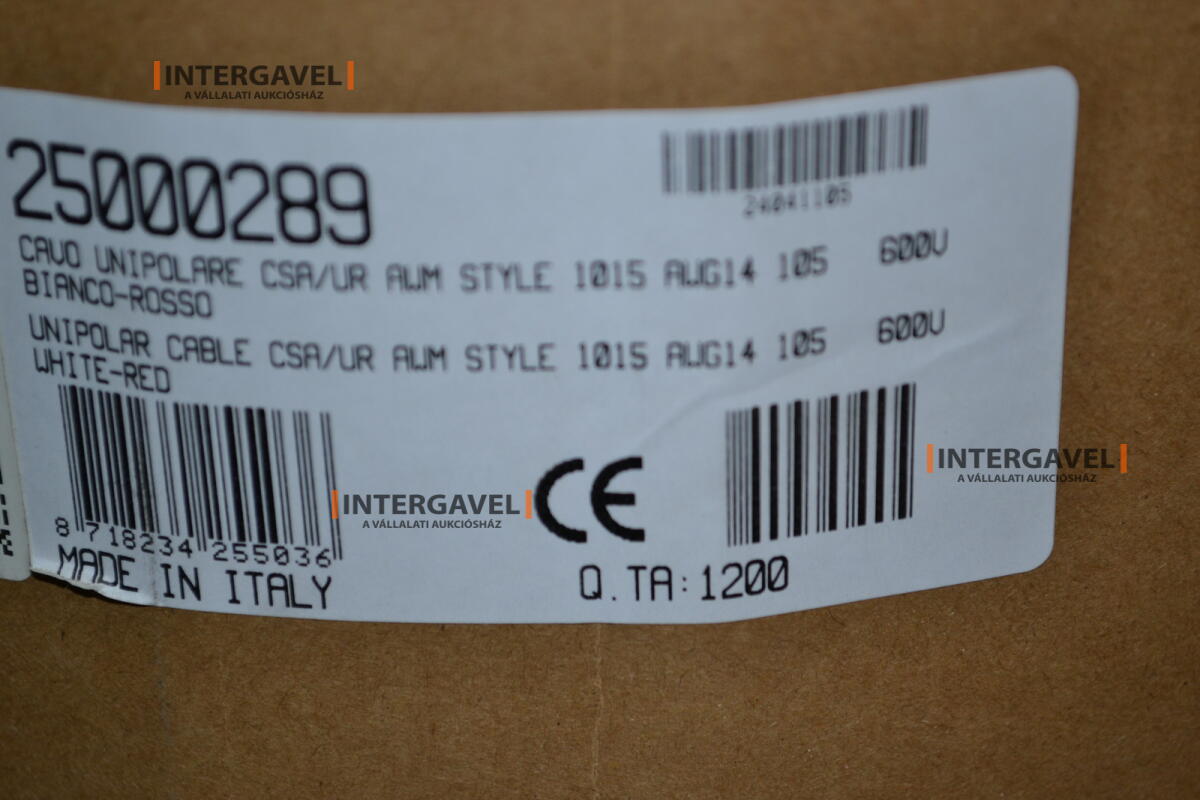 INTERGAVEL
A VÁLLALATI AUKCIÓSHÁZ
25000289
24041105
CAVO UNIPOLARE CSA/UR AWM STYLE 1015 AWG14 105 600V
BIANCO-ROSSO
UNIPOLAR CABLE CSA/UR AWM STYLE 1015 AWG14 105 600V
WHITE-RED
INTERGAVEL
A VÁLLALATI AUKCIÓSHÁZ
INTERGAVEL
A VÁLLALATI AUKCIÓSHÁZ
CE
8 718234 255036
MADE IN ITALY
Q.TA:1200